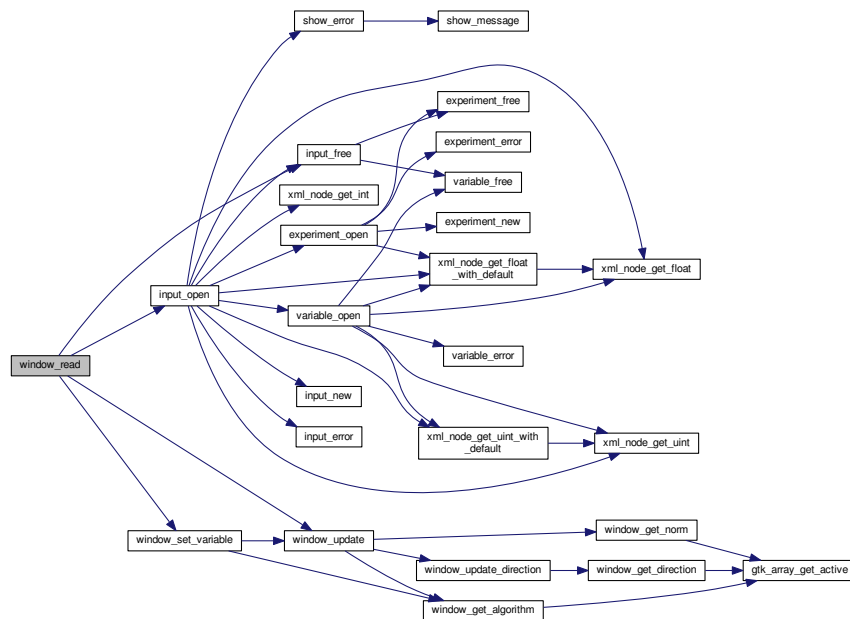 show_error
show_message
experiment_free
experiment_error
input_free
variable_free
xml_node_get_int
experiment_new
experiment_open
xml_node_get_float
_with_default
xml_node_get_float
input_open
variable_open
variable_error
window_read
input_new
input_error
xml_node_get_uint_with
_default
xml_node_get_uint
window_get_norm
window_set_variable
window_update
window_update_direction
window_get_direction
gtk_array_get_active
window_get_algorithm